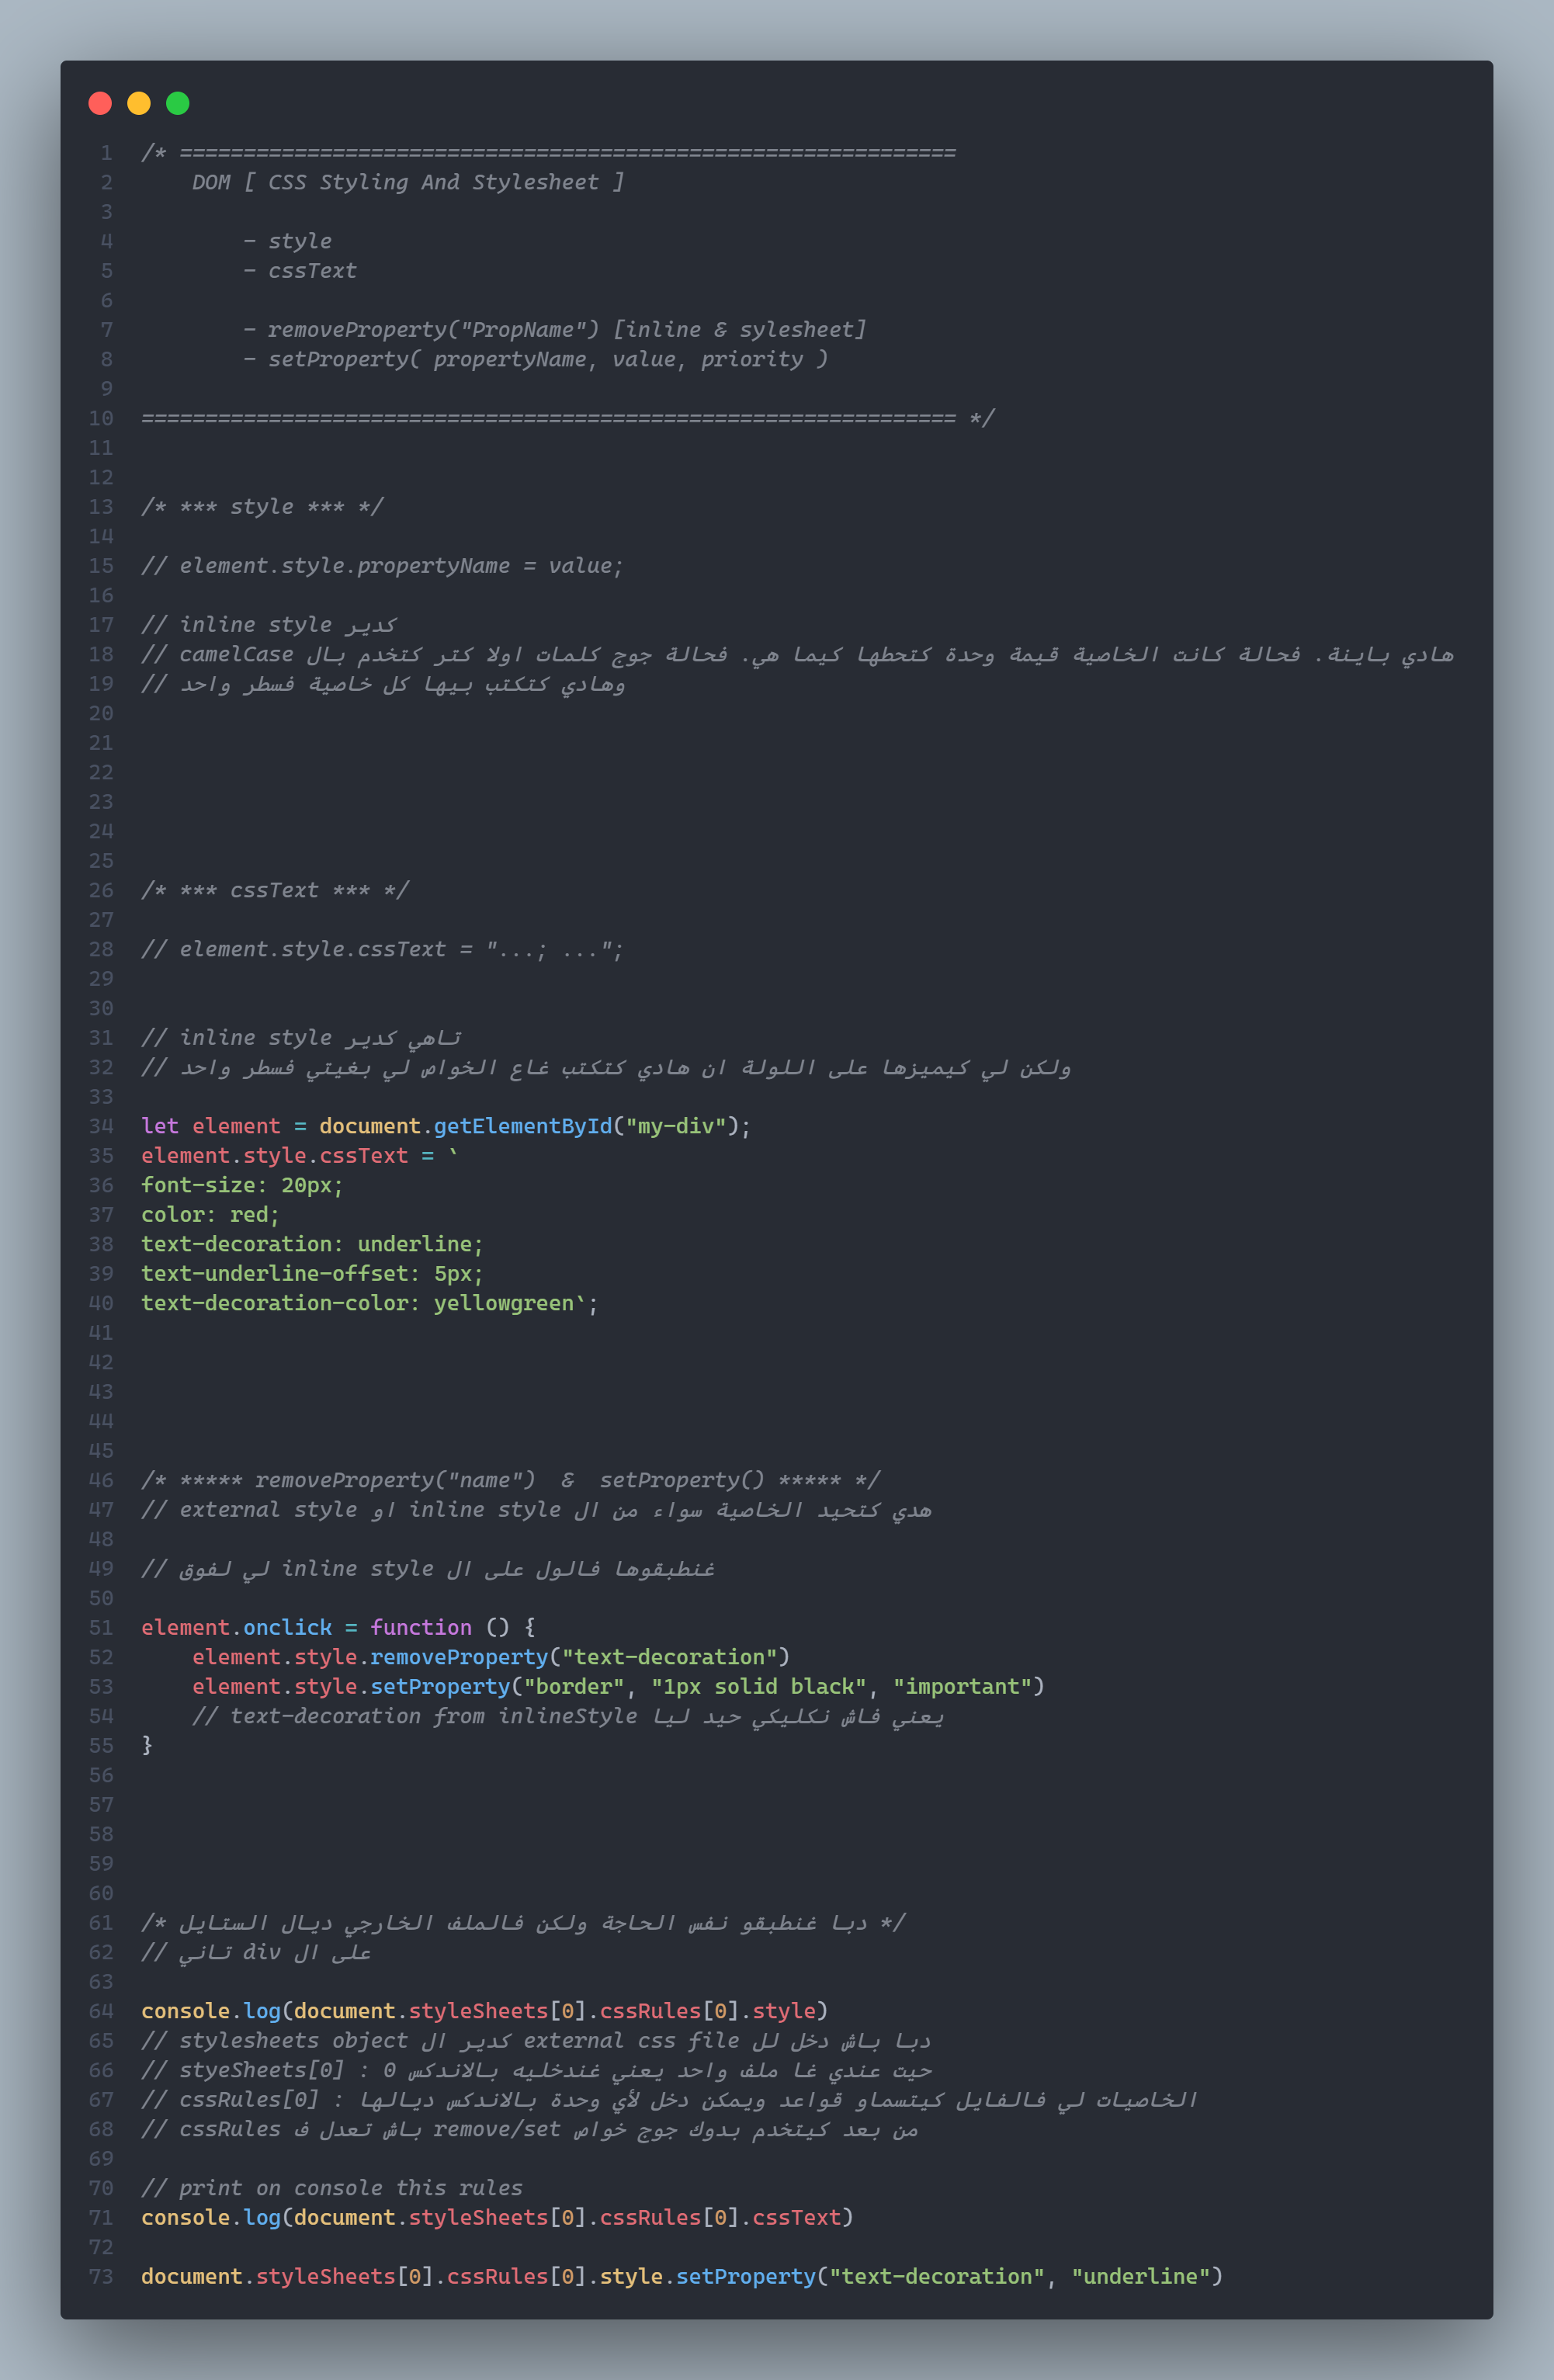 1 /* =============================================================
2 DOM [ CSS Styling And Stylesheet ]
3
4 - style
5 - cssText
6
7 - removeProperty("PropName") [inline & sylesheet]
8 - setProperty( propertyName, value, priority )
9
10 ================================================================ */
11
12
13 /* *** style *** */
14
15 // element.style.propertyName = value;
16
17 // inline style كدير
18 // camelCase هادي باينة. فحالة كانت الخاصية قيمة وحدة كتحطها كيما هي. فحالة جوج كلمات اولا كتر كتخدم بال
19 // وهادي كتكتب بيها كل خاصية فسطر واحد
20
21
22
23
24
25
26 /* *** cssText *** */
27
28 // element.style.cssText = "...; ...";
29
30
31 // inline style تاهي كدير
32 // ولكن لي كيميزها على اللولة ان هادي كتكتب غاع الخواص لي بغيتي فسطر واحد
33
34 let element = document.getElementById("my-div");
35 element.style.cssText = `
36 font-size: 20px;
37 color: red;
38 text-decoration: underline;
39 text-underline-offset: 5px;
40 text-decoration-color: yellowgreen`;
41
42
43
44
45
46 /* ***** removeProperty("name")  &  setProperty() ***** */
47 // هدي كتحيد الخاصية سواء من ال inline style او external style
48
49 // غنطبقوها فالول على ال inline style لي لفوق
50
51 element.onclick = function () {
52 element.style.removeProperty("text-decoration")
53 element.style.setProperty("border", "1px solid black", "important")
54 // text-decoration from inlineStyle يعني فاش نكليكي حيد ليا
55 }
56
57
58
59
60
61 /* دبا غنطبقو نفس الحاجة ولكن فالملف الخارجي ديال الستايل */
62 // على ال div تاني
63
64 console.log(document.styleSheets[0].cssRules[0].style)
65 // stylesheets object دبا باش دخل لل external css file كدير ال
66 // styeSheets[0] : حيت عندي غا ملف واحد يعني غندخليه بالاندكس 0
67 // cssRules[0] : الخاصيات لي فالفايل كيتسماو قواعد ويمكن دخل لأي وحدة بالاندكس ديالها
68 // cssRules من بعد كيتخدم بدوك جوج خواص remove/set باش تعدل ف
69
70 // print on console this rules
71 console.log(document.styleSheets[0].cssRules[0].cssText)
72
73 document.styleSheets[0].cssRules[0].style.setProperty("text-decoration", "underline")